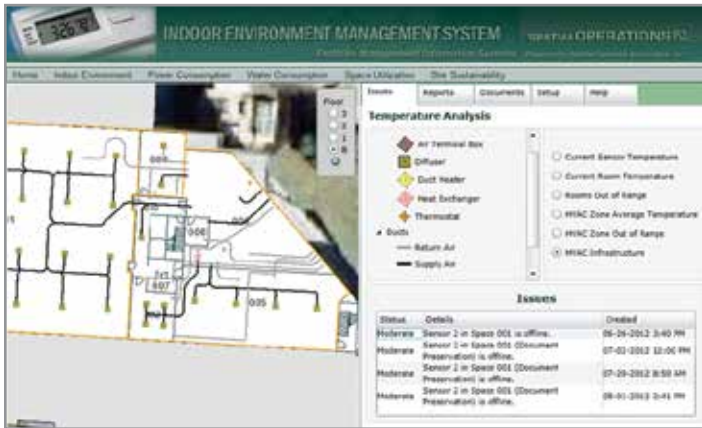 32678
INDOOR ENVIRONMENT MANAGEMENT SYSTEM
SPATIAL OPERATIONS
Home Indoor Environment Power Consumption Water Consumption Space Utilization Site Sustainability
Floor
3
2
1
B
Issues Reports Documents Setup Help
Temperature Analysis
Air Terminal Box
Diffuser
Duct Heater
Heat Exchanger
Thermostat
Ducts
Return Air
Supply Air
Current Sensor Temperature
Current Room Temperature
Rooms Out of Range
HVAC Zone Average Temperature
HVAC Zone Out of Range
HVAC Infrastructure
004
006
008
007
005
Issues
Status Details Created
Moderate Sensor 2 in Space 001 is offline. 06-26-2012 3:40 PM
Moderate Sensor 2 in Space 001 (Document Preservation) is offline. 07-02-2012 12:00 PM
Moderate Sensor 2 in Space 001 (Document Preservation) is offline. 07-20-2012 8:50 AM
Moderate Sensor 2 in Space 001 (Document Preservation) is offline. 08-01-2012 2:41 PM